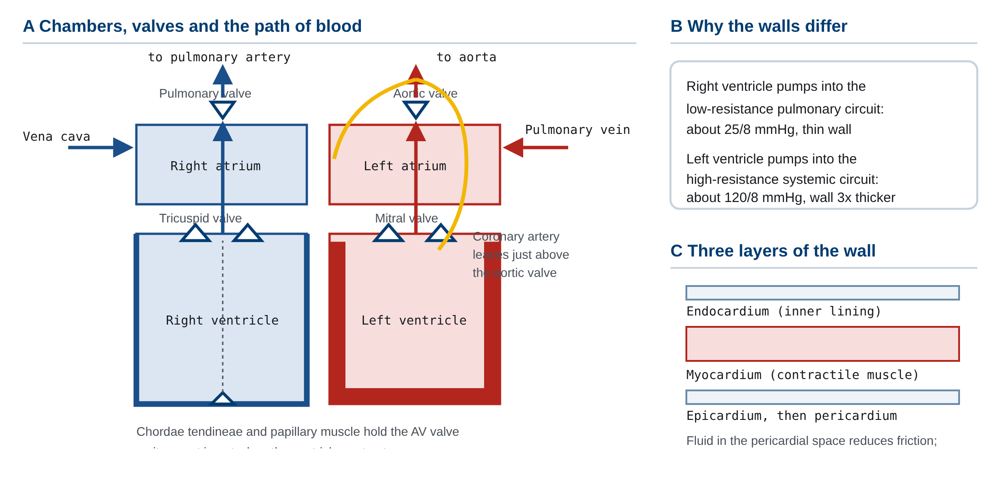 A Chambers, valves and the path of blood
to pulmonary artery
to aorta
Pulmonary valve
Aortic valve
Vena cava
Pulmonary vein
Right atrium
Left atrium
Tricuspid valve
Mitral valve
Coronary artery
leaves just above
the aortic valve
Right ventricle
Left ventricle
Chordae tendineae and papillary muscle hold the AV valve
B Why the walls differ
Right ventricle pumps into the
low-resistance pulmonary circuit:
about 25/8 mmHg, thin wall
Left ventricle pumps into the
high-resistance systemic circuit:
about 120/8 mmHg, wall 3x thicker
C Three layers of the wall
Endocardium (inner lining)
Myocardium (contractile muscle)
Epicardium, then pericardium
Fluid in the pericardial space reduces friction;